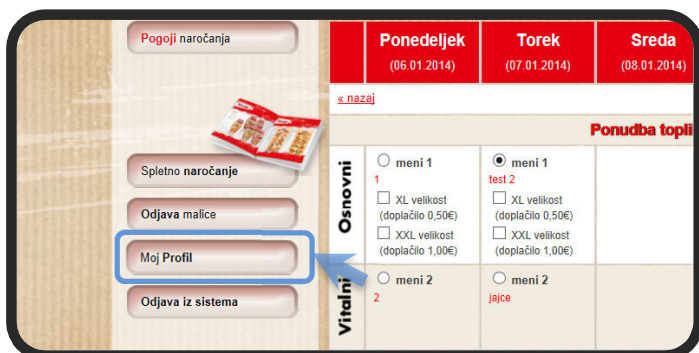 Pogoji naročanja
Spletno naročanje
Odjava malice
Moj Profil
Odjava iz sistema
Ponedeljek
(06.01.2014)
Torek
(07.01.2014)
Sreda
(08.01.2014)
« nazaj
Ponudba topli
Osnovni
meni 1
1
XL velikost
(doplačilo 0,50€)
XXL velikost
(doplačilo 1,00€)
meni 1
test 2
XL velikost
(doplačilo 0,50€)
XXL velikost
(doplačilo 1,00€)
Vitalni
meni 2
2
meni 2
jajce